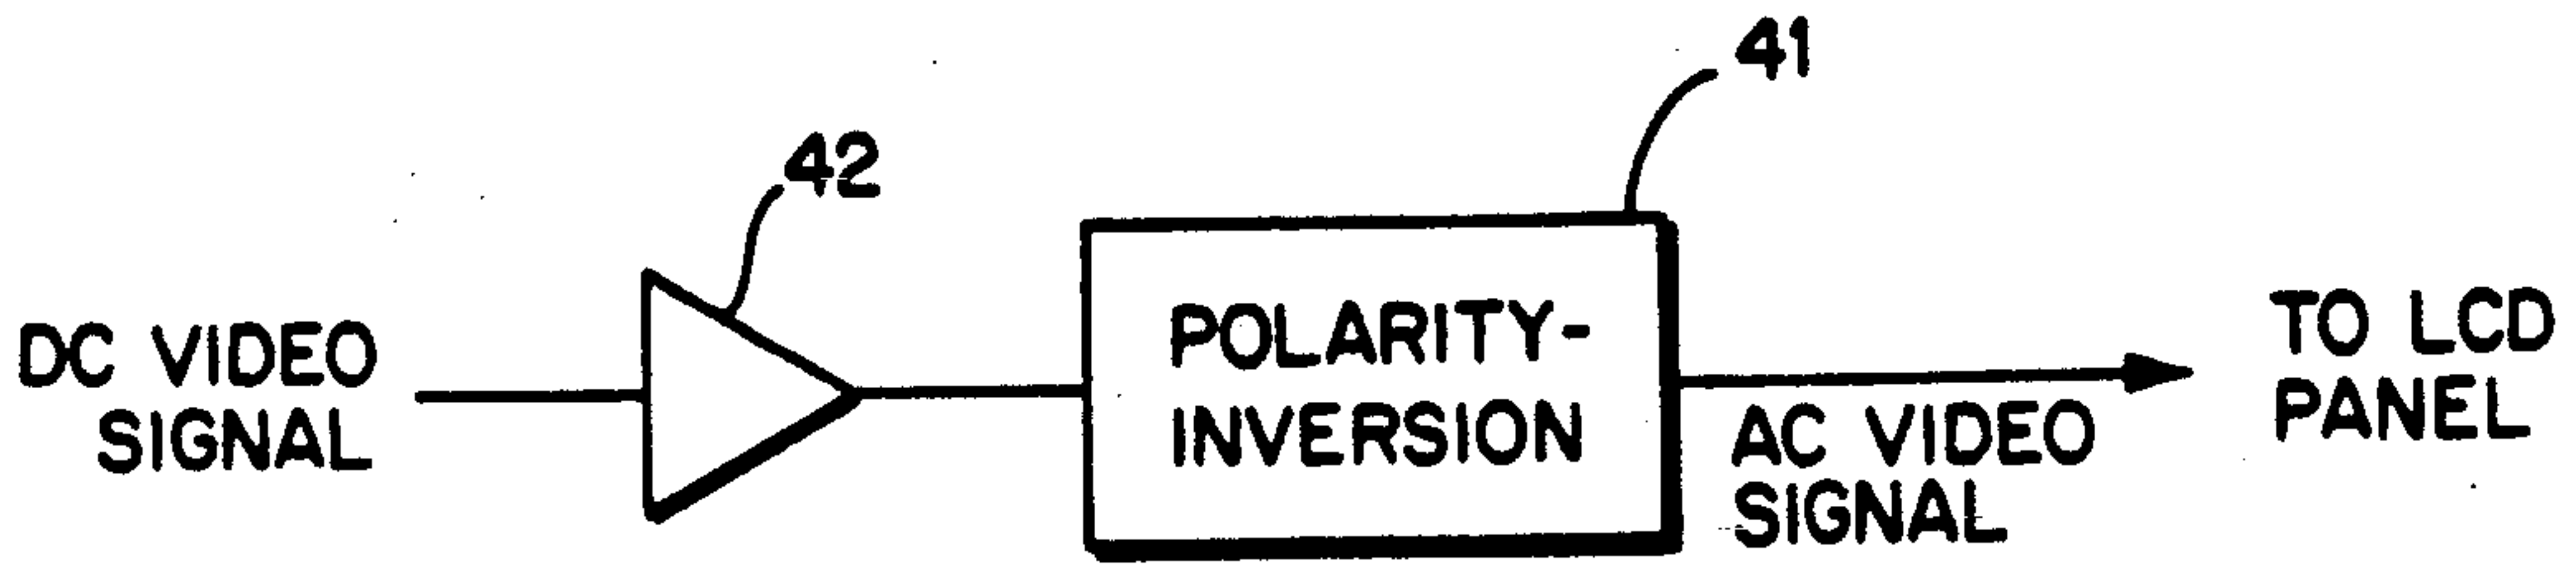 41
42
DC VIDEO
SIGNAL
POLARITY-
INVERSION
AC VIDEO
SIGNAL
TO LCD
PANEL